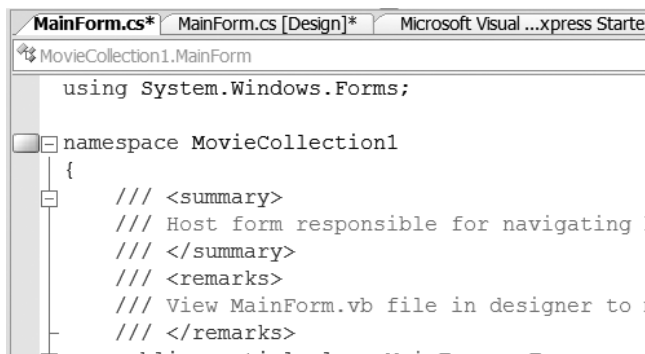 MainForm.cs* MainForm.cs [Design]* Microsoft Visual ...xpress Starte
MovieCollection1.MainForm
using System.Windows.Forms;
namespace MovieCollection1
{
/// <summary>
/// Host form responsible for navigating
/// </summary>
/// <remarks>
/// View MainForm.vb file in designer to
/// </remarks>